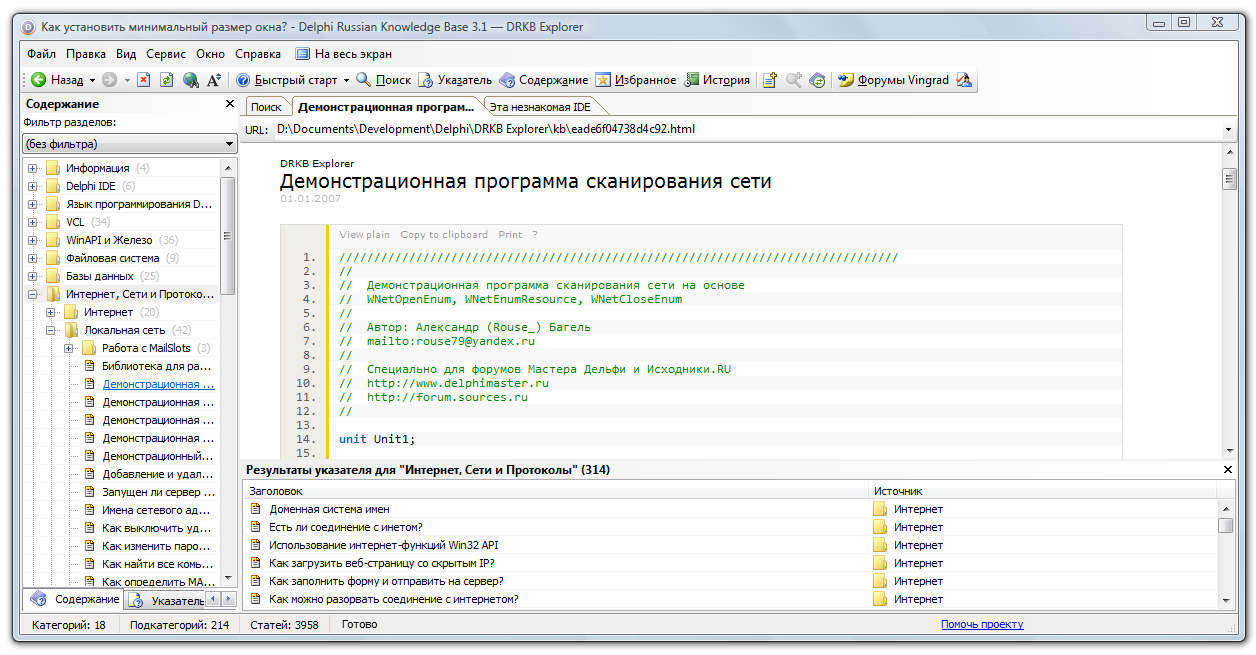 Как установить минимальный размер окна? - Delphi Russian Knowledge Base 3.1 — DRKB Explorer
Файл Правка Вид Сервис Окно Справка На весь экран
Назад Быстрый старт Поиск Указатель Содержание Избранное История Форумы Vingrad
Содержание
Фильтр разделов:
(без фильтра)
Информация (4)
Delphi IDE (6)
Язык программирования D...
VCL (34)
WinAPI и Железо (36)
Файловая система (9)
Базы данных (25)
Интернет, Сети и Протоко...
Интернет (20)
Локальная сеть (42)
Работа с MailSlots (3)
Библиотека для ра...
Демонстрационная ...
Демонстрационная ...
Демонстрационная ...
Демонстрационная ...
Демонстрационный...
Добавление и удал...
Запущен ли сервер ...
Имена сетевого ад...
Как выключить уд...
Как изменить паро...
Как найти все комь...
Как определить MA...
Содержание Указатель
Поиск Демонстрационная програм... Эта незнакомая IDE
URL: D:\Documents\Development\Delphi\DRKB Explorer\kb\eade6f04738d4c92.html
DRKB Explorer
Демонстрационная программа сканирования сети
01.01.2007
View plain Copy to clipboard Print ?
1. ////////////////////////////////////////////////////////////////////////////////
2. //
3. // Демонстрационная программа сканирования сети на основе
4. // WNetOpenEnum, WNetEnumResource, WNetCloseEnum
5. //
6. // Автор: Александр (Rouse_) Багель
7. // mailto:rouse79@yandex.ru
8. //
9. // Специально для форумов Мастера Дельфи и Исходники.RU
10. // http://www.delphimaster.ru
11. // http://forum.sources.ru
12. //
13.
14. unit Unit1;
15.
Результаты указателя для "Интернет, Сети и Протоколы" (314)
Заголовок Источник
Доменная система имен Интернет
Есть ли соединение с инетом? Интернет
Использование интернет-функций Win32 API Интернет
Как загрузить веб-страницу со скрытым IP? Интернет
Как заполнить форму и отправить на сервер? Интернет
Как можно разорвать соединение с интернетом? Интернет
Категорий: 18 Подкатегорий: 214 Статей: 3958 Готово Помочь проекту